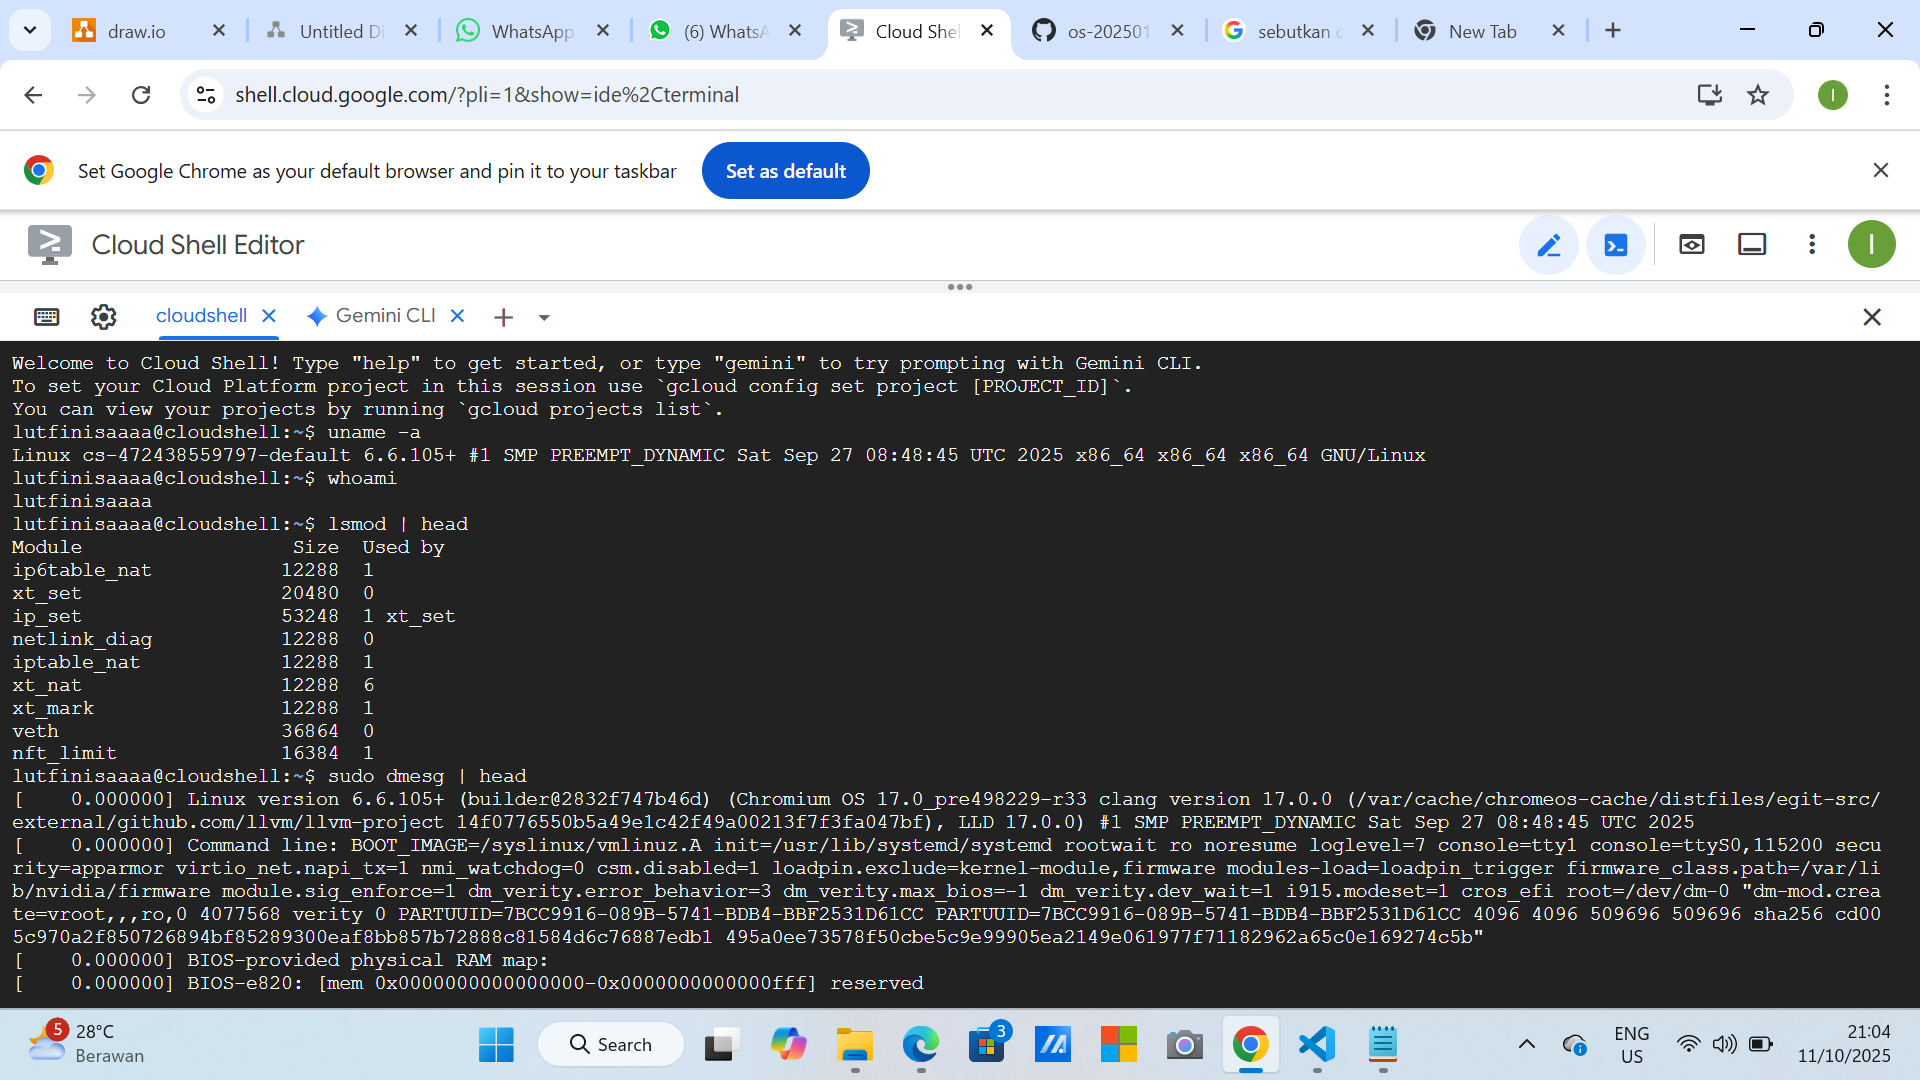 draw.io
Untitled Di
WhatsApp
(6) WhatsA
Cloud Shel
os-202501
sebutkan
New Tab
shell.cloud.google.com/?pli=1&show=ide%2Cterminal
I
Set Google Chrome as your default browser and pin it to your taskbar
Set as default
Cloud Shell Editor
I
cloudshell
Gemini CLI
Welcome to Cloud Shell! Type "help" to get started, or type "gemini" to try prompting with Gemini CLI.
To set your Cloud Platform project in this session use `gcloud config set project [PROJECT_ID]`.
You can view your projects by running `gcloud projects list`.
lutfinisaaaa@cloudshell:~$ uname -a
Linux cs-472438559797-default 6.6.105+ #1 SMP PREEMPT_DYNAMIC Sat Sep 27 08:48:45 UTC 2025 x86_64 x86_64 x86_64 GNU/Linux
lutfinisaaaa@cloudshell:~$ whoami
lutfinisaaaa
lutfinisaaaa@cloudshell:~$ lsmod | head
Module                  Size  Used by
ip6table_nat           12288  1
xt_set                 20480  0
ip_set                 53248  1 xt_set
netlink_diag           12288  0
iptable_nat            12288  1
xt_nat                 12288  6
xt_mark                12288  1
veth                   36864  0
nft_limit              16384  1
lutfinisaaaa@cloudshell:~$ sudo dmesg | head
[    0.000000] Linux version 6.6.105+ (builder@2832f747b46d) (Chromium OS 17.0_pre498229-r33 clang version 17.0.0 (/var/cache/chromeos-cache/distfiles/egit-src/
external/github.com/llvm/llvm-project 14f0776550b5a49e1c42f49a00213f7f3fa047bf), LLD 17.0.0) #1 SMP PREEMPT_DYNAMIC Sat Sep 27 08:48:45 UTC 2025
[    0.000000] Command line: BOOT_IMAGE=/syslinux/vmlinuz.A init=/usr/lib/systemd/systemd rootwait ro noresume loglevel=7 console=tty1 console=ttyS0,115200 secu
rity=apparmor virtio_net.napi_tx=1 nmi_watchdog=0 csm.disabled=1 loadpin.exclude=kernel-module,firmware modules-load=loadpin_trigger firmware_class.path=/var/li
b/nvidia/firmware module.sig_enforce=1 dm_verity.error_behavior=3 dm_verity.max_bios=-1 dm_verity.dev_wait=1 i915.modeset=1 cros_efi root=/dev/dm-0 "dm-mod.crea
te=vroot,,,ro,0 4077568 verity 0 PARTUUID=7BCC9916-089B-5741-BDB4-BBF2531D61CC PARTUUID=7BCC9916-089B-5741-BDB4-BBF2531D61CC 4096 4096 509696 509696 sha256 cd00
5c970a2f850726894bf85289300eaf8bb857b72888c81584d6c76887edb1 495a0ee73578f50cbe5c9e99905ea2149e061977f71182962a65c0e169274c5b"
[    0.000000] BIOS-provided physical RAM map:
[    0.000000] BIOS-e820: [mem 0x0000000000000000-0x0000000000000fff] reserved
5
28°C
Berawan
Search
3
ENG
US
21:04
11/10/2025